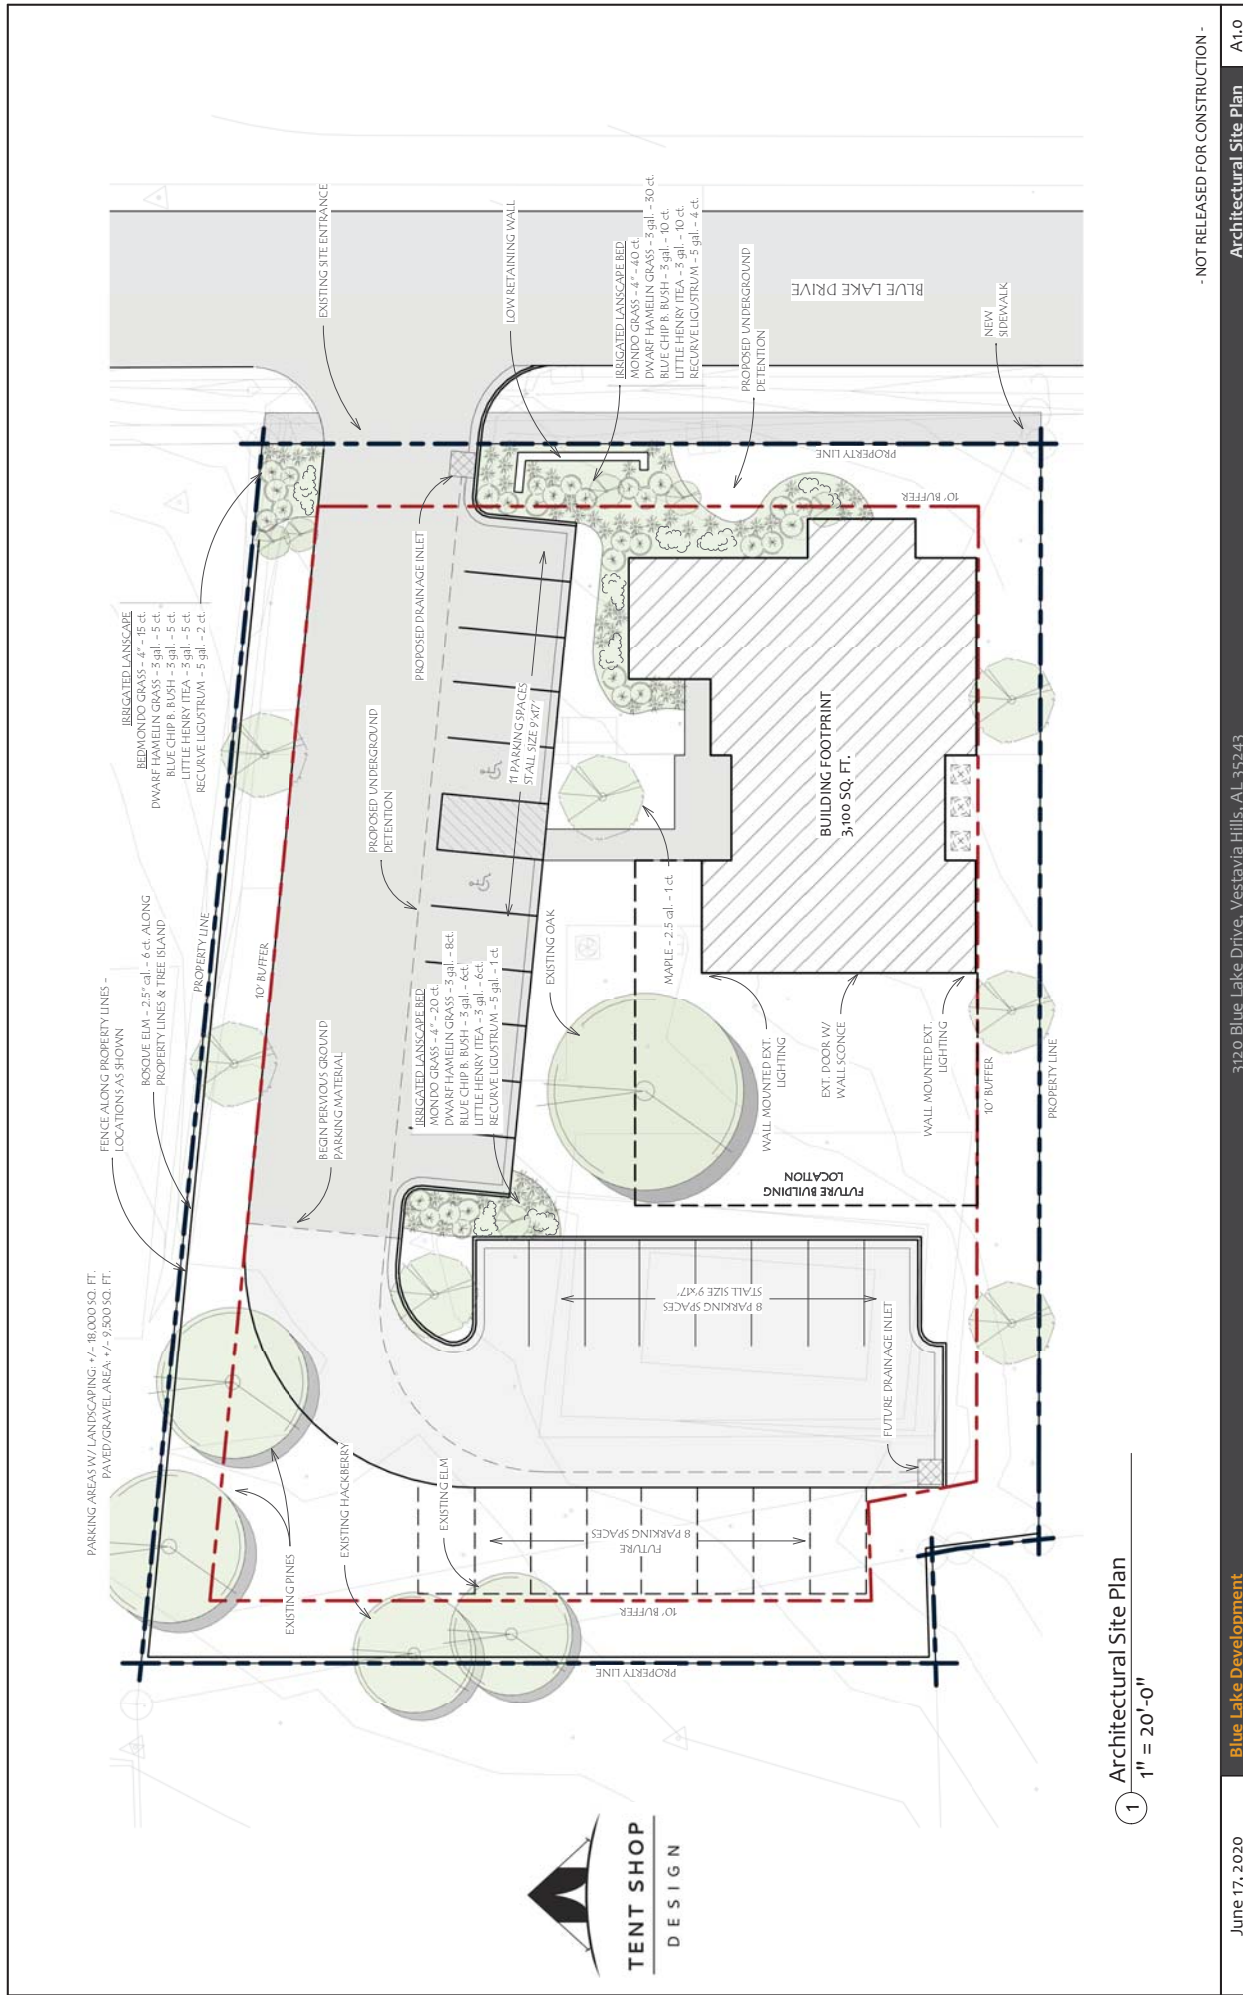 PARKING AREAS W/ LANDSCAPING: +/- 18,000 SQ. FT.
PAVED/GRAVEL AREA: +/- 9,500 SQ. FT.
FENCE ALONG PROPERTY LINES -
LOCATIONS AS SHOWN
BOSQUE ELM - 2.5" cal. - 6 ct. ALONG
PROPERTY LINES & TREE ISLAND
PROPERTY LINE
10' BUFFER
IRRIGATED LANSCAPE
BEDMONDO GRASS - 4" - 15 ct.
DWARF HAMELIN GRASS - 3 gal. - 5 ct.
BLUE CHIP B. BUSH - 3 gal. - 5 ct.
LITTLE HENRY ITEA - 3 gal. - 5 ct.
RECURVE LIGUSTRUM - 5 gal. - 2 ct.
EXISTING SITE ENTRANCE
EXISTING PINES
EXISTING HACKBERRY
EXISTING ELM
BEGIN PERVIOUS GROUND
PARKING MATERIAL
PROPOSED UNDERGROUND
DETENTION
PROPOSED DRAINAGE INLET
LOW RETAINING WALL
IRRIGATED LANSCAPE BED
MONDO GRASS - 4" - 20 ct.
DWARF HAMELIN GRASS - 3 gal. - 8ct.
BLUE CHIP B. BUSH - 3 gal. - 6ct.
LITTLE HENRY ITEA - 3 gal. - 6ct.
RECURVE LIGUSTRUM - 5 gal. - 1 ct.
11 PARKING SPACES
STALL SIZE 9'x17'
IRRIGATED LANSCAPE BED
MONDO GRASS - 4" - 40 ct.
DWARF HAMELIN GRASS - 3 gal. - 30 ct.
BLUE CHIP B. BUSH - 3 gal. - 10 ct.
LITTLE HENRY ITEA - 3 gal. - 10 ct.
RECURVE LIGUSTRUM - 5 gal. - 4 ct.
EXISTING OAK
MAPLE - 2.5 cal. - 1 ct.
PROPOSED UNDERGROUND
DETENTION
BLUE LAKE DRIVE
NEW
SIDEWALK
PROPERTY LINE
10' BUFFER
BUILDING FOOTPRINT
3,100 SQ. FT.
WALL MOUNTED EXT.
LIGHTING
EXT. DOOR W/
WALL SCONCE
WALL MOUNTED EXT.
LIGHTING
FUTURE BUILDING
LOCATION
8 PARKING SPACES
STALL SIZE 9'x17'
FUTURE DRAINAGE INLET
FUTURE
8 PARKING SPACES
10' BUFFER
PROPERTY LINE
10' BUFFER
PROPERTY LINE
TENT SHOP
DESIGN
1 Architectural Site Plan
1" = 20'-0"
- NOT RELEASED FOR CONSTRUCTION -
June 17, 2020
Blue Lake Development
3120 Blue Lake Drive, Vestavia Hills, AL 35243
Architectural Site Plan
A1.0